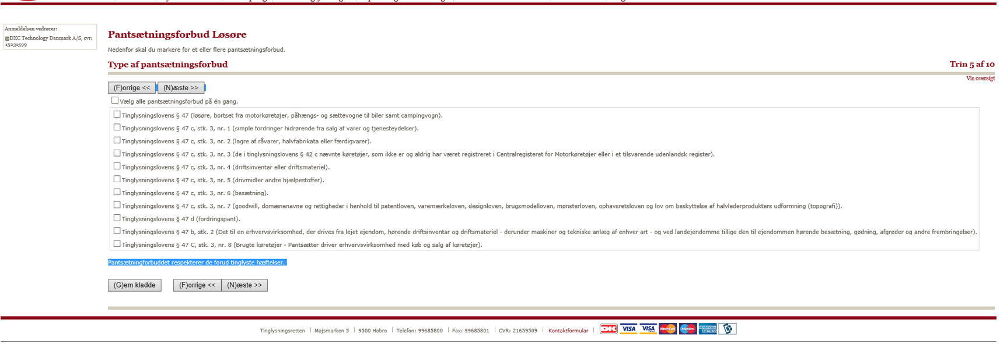 Anmeldelsen vedrører:
DXC Technology Danmark A/S, cvr:
15231599
Pantsætningsforbud Løsøre
Nedenfor skal du markere for et eller flere pantsætningsforbud.
Type af pantsætningsforbud
Trin 5 af 10
Vis oversigt
(F)orrige << (N)æste >>
Vælg alle pantsætningsforbud på én gang.
Tinglysningslovens § 47 (løsøre, bortset fra motorkøretøjer, påhængs- og sættevogne til biler samt campingvogn).
Tinglysningslovens § 47 c, stk. 3, nr. 1 (simple fordringer hidrørende fra salg af varer og tjenesteydelser).
Tinglysningslovens § 47 c, stk. 3, nr. 2 (lagre af råvarer, halvfabrikata eller færdigvarer).
Tinglysningslovens § 47 c, stk. 3, nr. 3 (de i tinglysningslovens § 42 c nævnte køretøjer, som ikke er og aldrig har været registreret i Centralregisteret for Motorkøretøjer eller i et tilsvarende udenlandsk register).
Tinglysningslovens § 47 c, stk. 3, nr. 4 (driftsinventar eller driftsmateriel).
Tinglysningslovens § 47 c, stk. 3, nr. 5 (drivmidler andre hjælpestoffer).
Tinglysningslovens § 47 c, stk. 3, nr. 6 (besætning).
Tinglysningslovens § 47 c, stk. 3, nr. 7 (goodwill, domænenavne og rettigheder i henhold til patentloven, varemærkeloven, designloven, brugsmodelloven, mønsterloven, ophavsretsloven og lov om beskyttelse af halvlederprodukters udformning (topografi)).
Tinglysningslovens § 47 d (fordringspant).
Tinglysningslovens § 47 b, stk. 2 (Det til en erhvervsvirksomhed, der drives fra lejet ejendom, hørende driftsinventar og driftsmateriel - derunder maskiner og tekniske anlæg af enhver art - og ved landejendomme tillige den til ejendommen hørende besætning, gødning, afgrøder og andre frembringelser).
Tinglysningslovens § 47 C, stk. 3, nr. 8 (Brugte køretøjer - Pantsætter driver erhvervsvirksomhed med køb og salg af køretøjer).
Pantsætningforbuddet respekterer de forud tinglyste hæftelser.
(G)em kladde (F)orrige << (N)æste >>
Tinglysningsretten | Majsmarken 5 | 9500 Hobro | Telefon: 99685800 | Fax: 99685801 | CVR: 21659509 | Kontaktformular | DK VISA VISA MasterCard Maestro AMERICAN EXPRESS